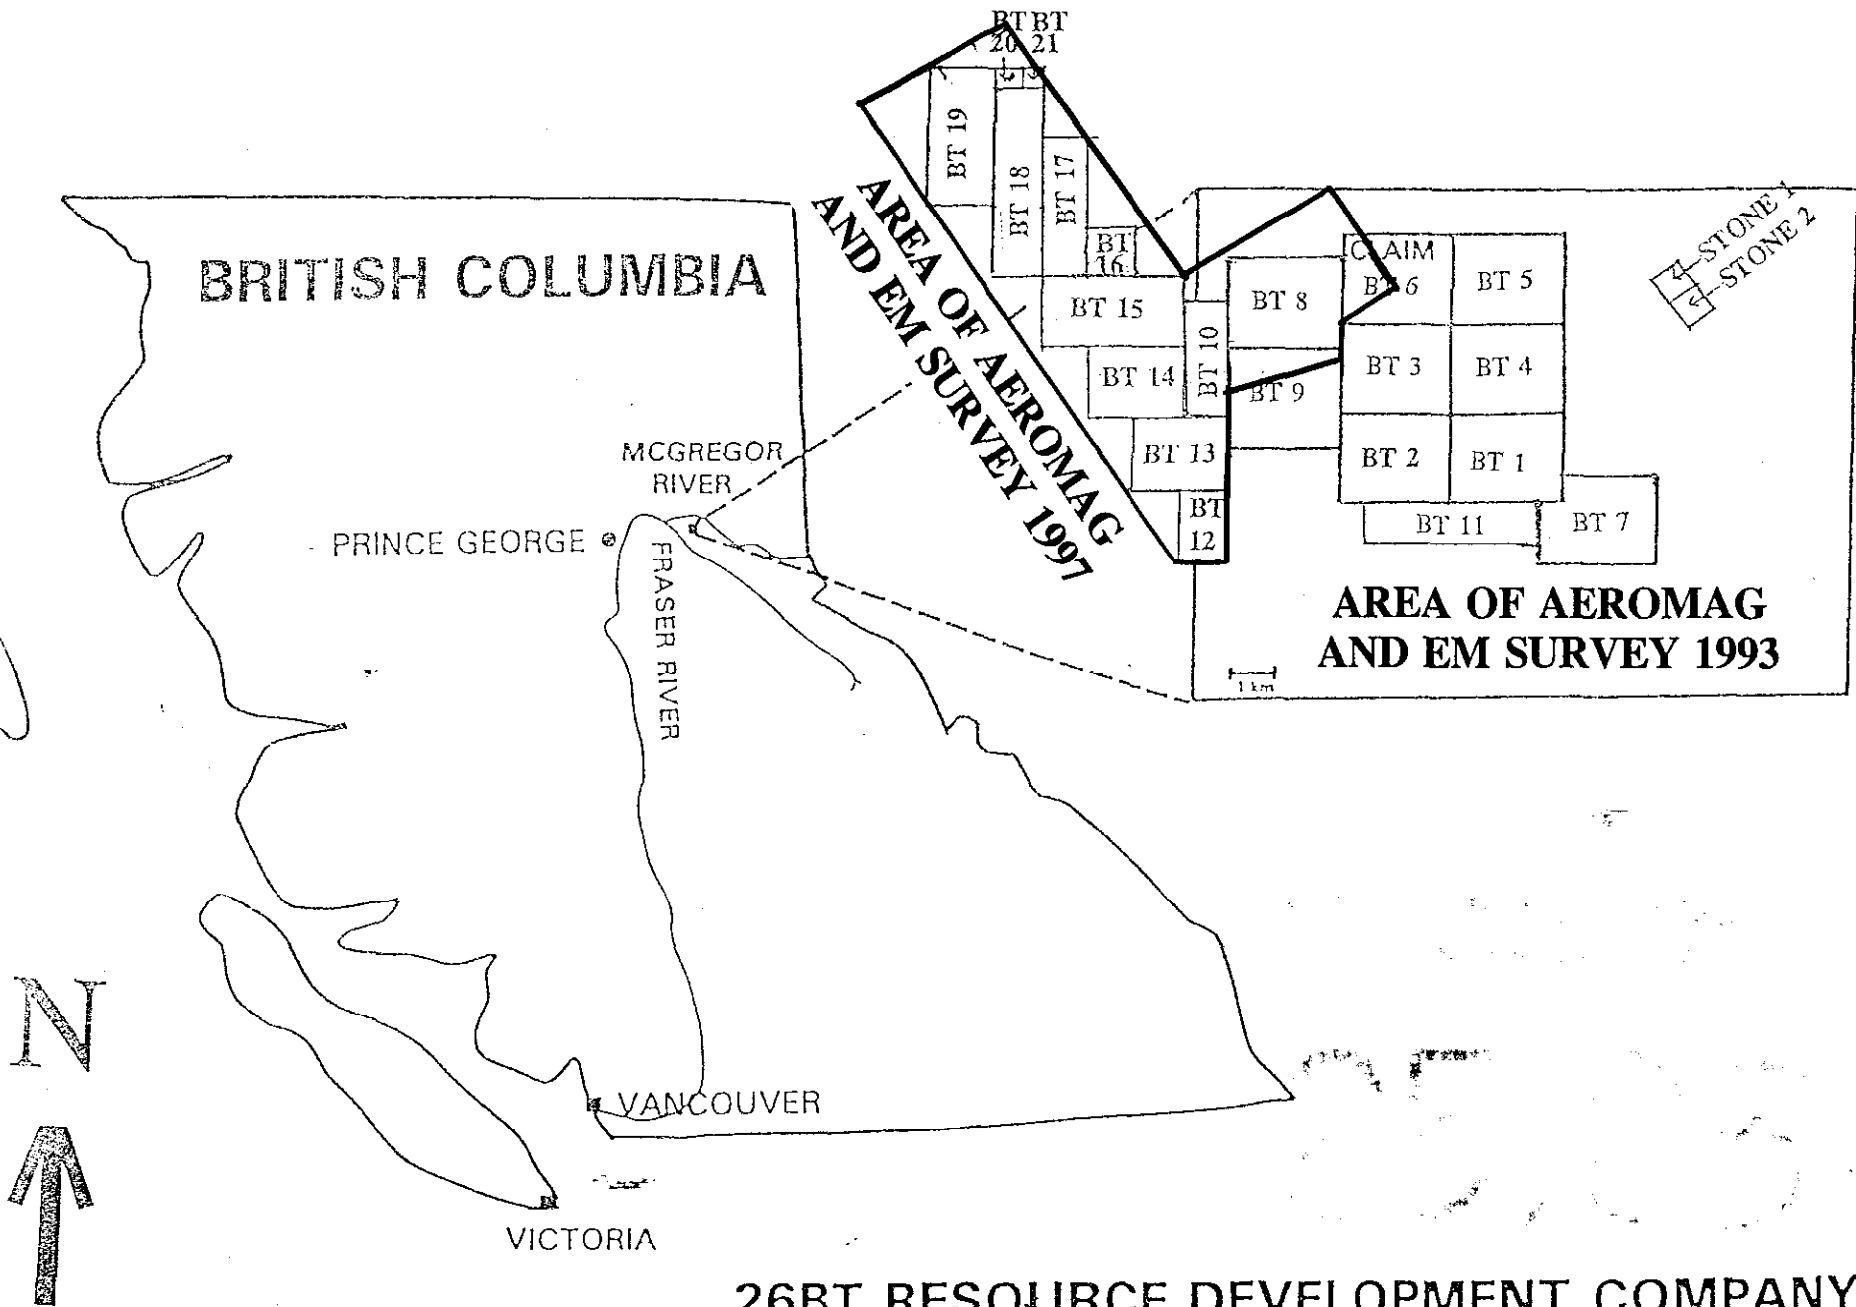 BT BT
20 21
BT 19
BT 18
BT 17
BT
16
BT 15
BT 14
BT 10
BT 13
BT
12
BT 8
BT 9
CLAIM
BT 6
BT 5
BT 3
BT 4
BT 2
BT 1
BT 11
BT 7
STONE 1
STONE 2
AREA OF AEROMAG
AND EM SURVEY 1997
AREA OF AEROMAG
AND EM SURVEY 1993
1 km
BRITISH COLUMBIA
MCGREGOR
RIVER
PRINCE GEORGE
FRASER RIVER
VANCOUVER
VICTORIA
N
26BT RESOURCE DEVELOPMENT COMPANY